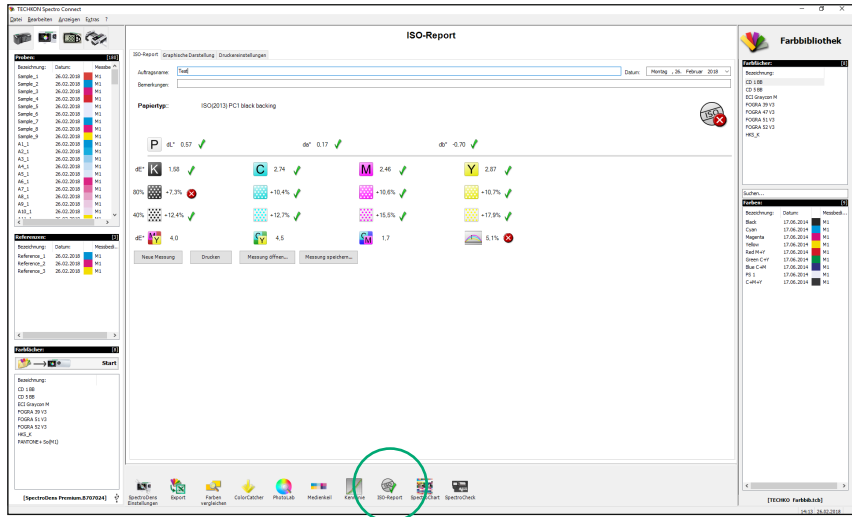 TECHKON Spectro Connect
Datei Bearbeiten Anzeigen Extras ?
Proben: [188]
Bezeichnung: Datum: Messbe
Sample_1 26.02.2018 M1
Sample_2 26.02.2018 M1
Sample_3 26.02.2018 M1
Sample_4 26.02.2018 M1
Sample_5 26.02.2018 M1
Sample_6 26.02.2018 M1
Sample_7 26.02.2018 M1
Sample_8 26.02.2018 M1
Sample_9 26.02.2018 M1
A1_1 26.02.2018 M1
A2_1 26.02.2018 M1
A3_1 26.02.2018 M1
A4_1 26.02.2018 M1
A5_1 26.02.2018 M1
A6_1 26.02.2018 M1
A7_1 26.02.2018 M1
A8_1 26.02.2018 M1
A9_1 26.02.2018 M1
A10_1 26.02.2018 M1
Referenzen: [3]
Bezeichnung: Datum: Messbedi...
Reference_1 26.02.2018 M1
Reference_2 26.02.2018 M1
Reference_3 26.02.2018 M1
Farbfächer:
Start
Bezeichnung:
CD 1 BB
CD 5 BB
ECI Graycon M
FOGRA 39 V3
FOGRA 51 V3
FOGRA 52 V3
HKS_K
PANTONE+ So(M1)
[SpectroDens Premium.B707024]
ISO-Report
ISO-Report Graphische Darstellung Druckereinstellungen
Auftragsname: Test Datum: Montag , 26. Februar 2018
Bemerkungen:
Papiertyp: ISO(2013) PC1 black backing
ISO
P dL* 0,57 da* 0,17 db* -0,70
dE* K 1,58 C 2,74 M 2,46 Y 2,87
80% +7,3% +10,4% +10,6% +10,7%
40% +12,4% +12,7% +15,5% +17,9%
dE* M Y 4,0 C Y 4,5 C M 1,7 5,1%
Neue Messung Drucken Messung öffnen... Messung speichern...
SpectroDens Einstellungen Export Farben vergleichen ColorCatcher PhotoLab Medienkeil Kennlinie ISO-Report SpectroChart SpectroCheck
Farbbibliothek
Farbfächer: [8]
Bezeichnung:
CD 1 BB
CD 5 BB
ECI Graycon M
FOGRA 39 V3
FOGRA 47 V3
FOGRA 51 V3
FOGRA 52 V3
HKS_K
Suchen...
Farben: [9]
Bezeichnung: Datum: Messbedi...
Black 17.06.2014 M1
Cyan 17.06.2014 M1
Magenta 17.06.2014 M1
Yellow 17.06.2014 M1
Red M+Y 17.06.2014 M1
Green C+Y 17.06.2014 M1
Blue C+M 17.06.2014 M1
PS 1 17.06.2014 M1
C+M+Y 17.06.2014 M1
[TECHKO Farbbib.tcb]
14:15 26.02.2018